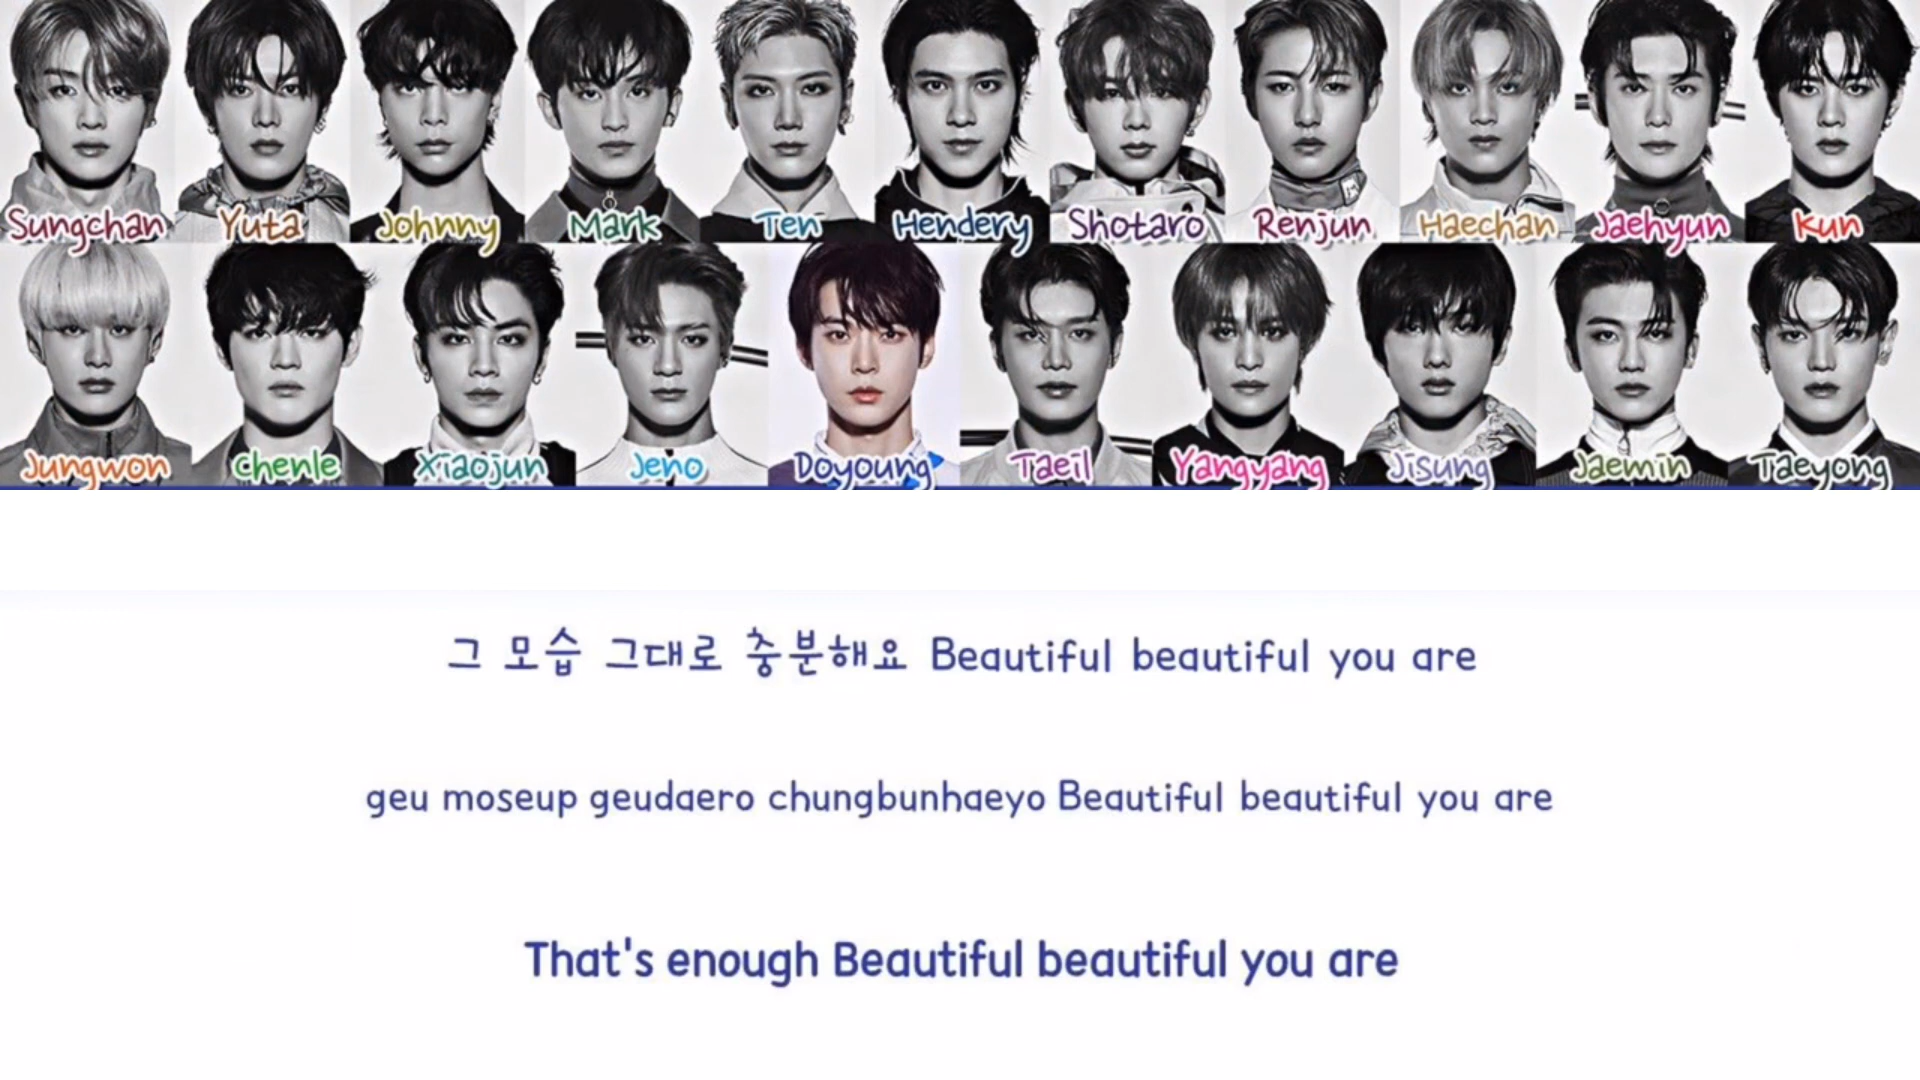 Sungchan Yuta Johnny Mark Ten Hendery Shotaro Renjun Haechan Jaehyun Kun
Jungwon Chenle Xiaojun Jeno Doyoung Taeil Yangyang Jisung Jaemin Taeyong
그 모습 그대로 충분해요 Beautiful beautiful you are
geu moseup geudaero chungbunhaeyo Beautiful beautiful you are
That's enough Beautiful beautiful you are